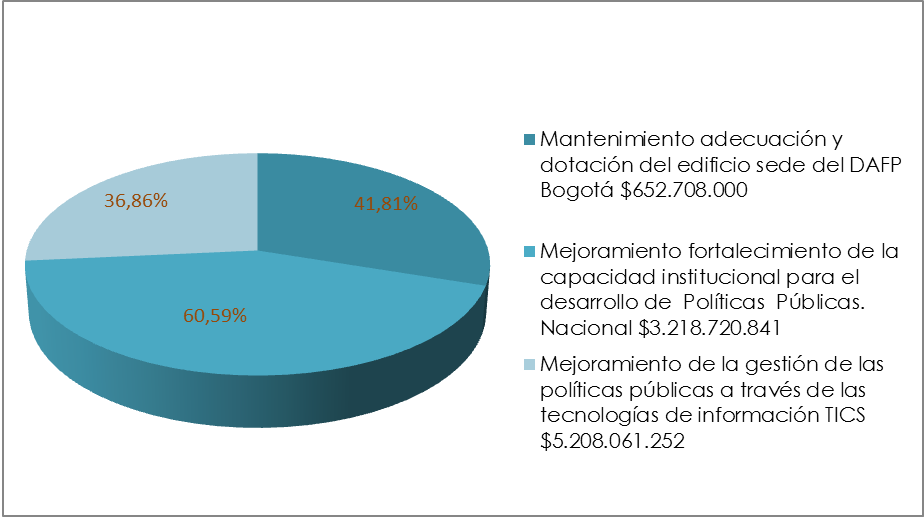 Mantenimiento adecuación y
dotación del edificio sede del DAFP
Bogotá $652.708.000
Mejoramiento fortalecimiento de la
capacidad institucional para el
desarrollo de  Políticas  Públicas.
Nacional $3.218.720.841
Mejoramiento de la gestión de las
políticas públicas a través de las
tecnologías de información TICS
$5.208.061.252
36,86%
41,81%
60,59%